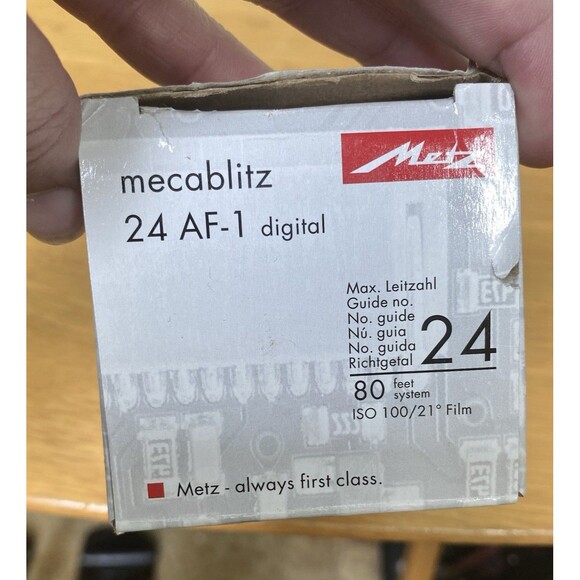 Metz
mecablitz
24 AF-1 digital
Max. Leitzahl
Guide no.
No. guide
Nú. guia
No. guida
Richtgetal
24
80 feet system
ISO 100/21° Film
Metz - always first class.